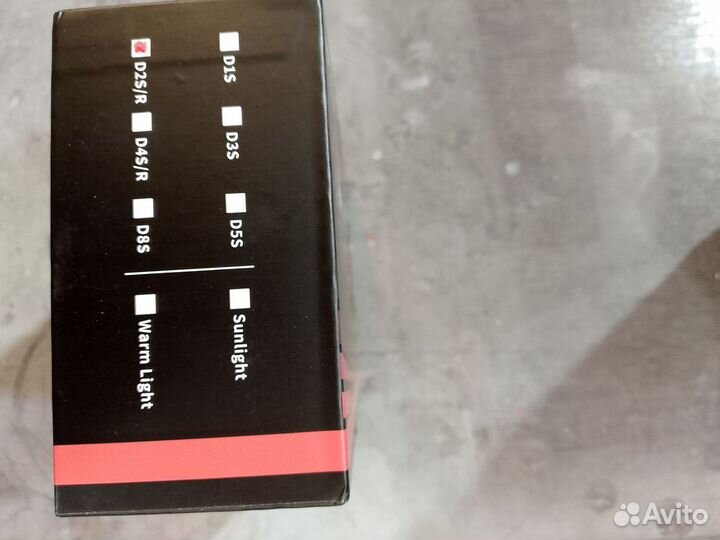 D1S D3S D5S Sunlight
D2S/R D4S/R D8S Warm Light
Avito